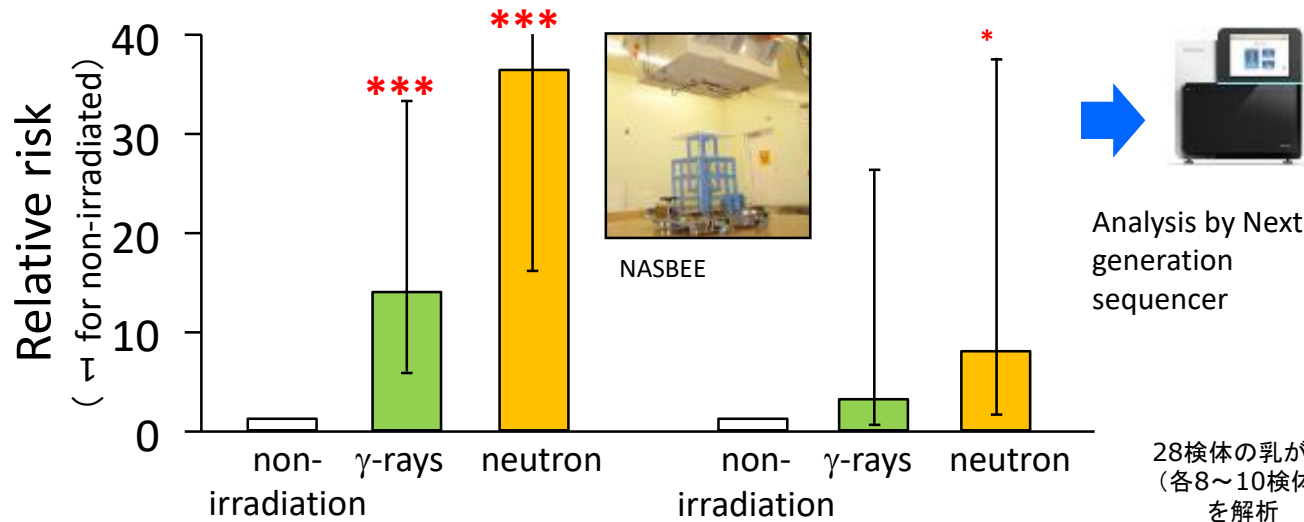 Relative risk
( 1 for non-irradiated)
40
30
20
10
0
***
***
*
NASBEE
non-
irradiation
γ-rays
neutron
non-
irradiation
γ-rays
neutron
Analysis by Next
generation
sequencer
28検体の乳が
（各8～10検体
を解析